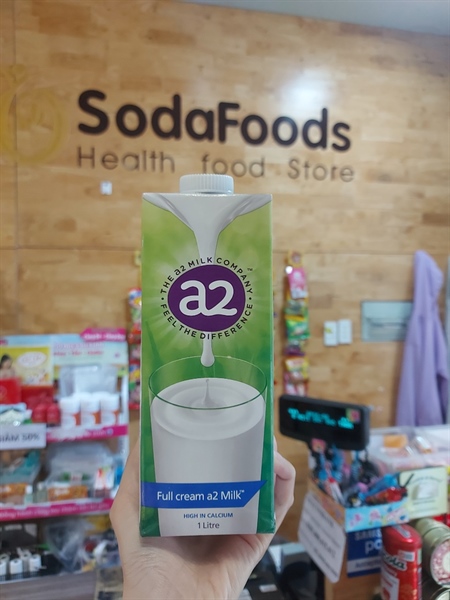 SodaFoods
Health food Store
THE a2 MILK COMPANY™
a2
FEEL THE DIFFERENCE
Full cream a2 Milk™
HIGH IN CALCIUM
1 Litre